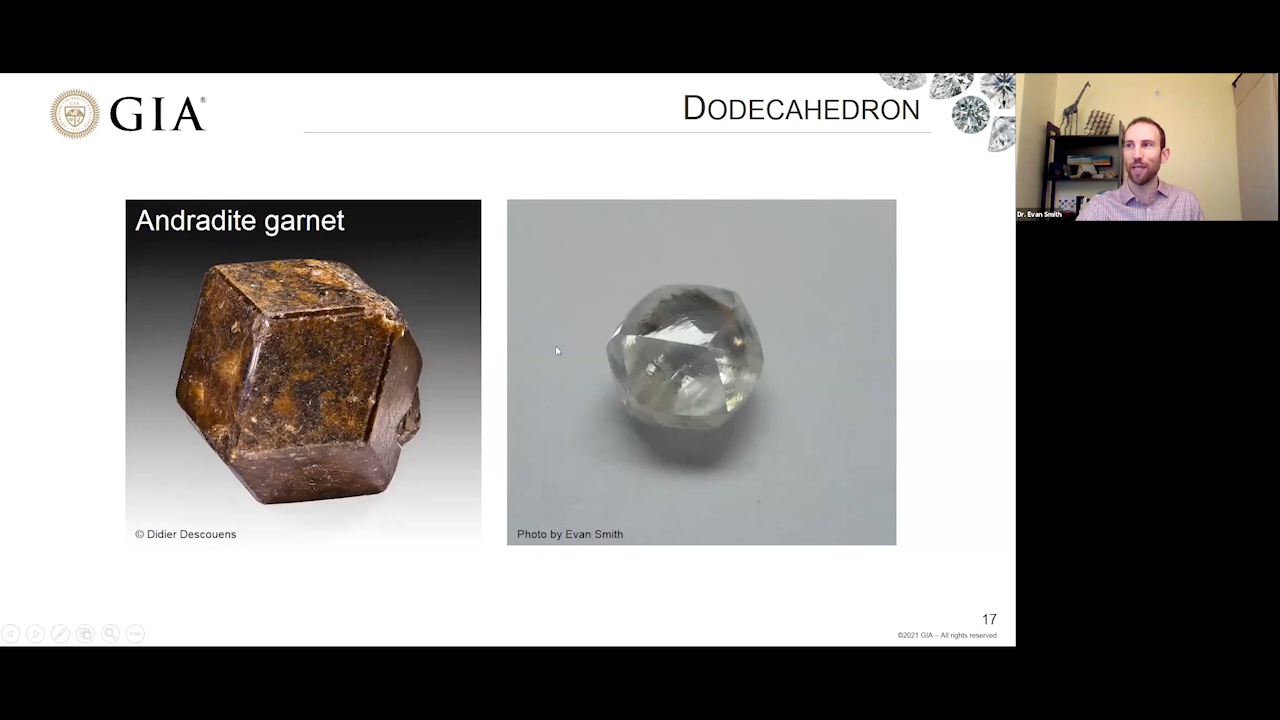 GIA®
DODECAHEDRON
Andradite garnet
© Didier Descouens
Photo by Evan Smith
17
©2021 GIA – All rights reserved.
Dr. Evan Smith